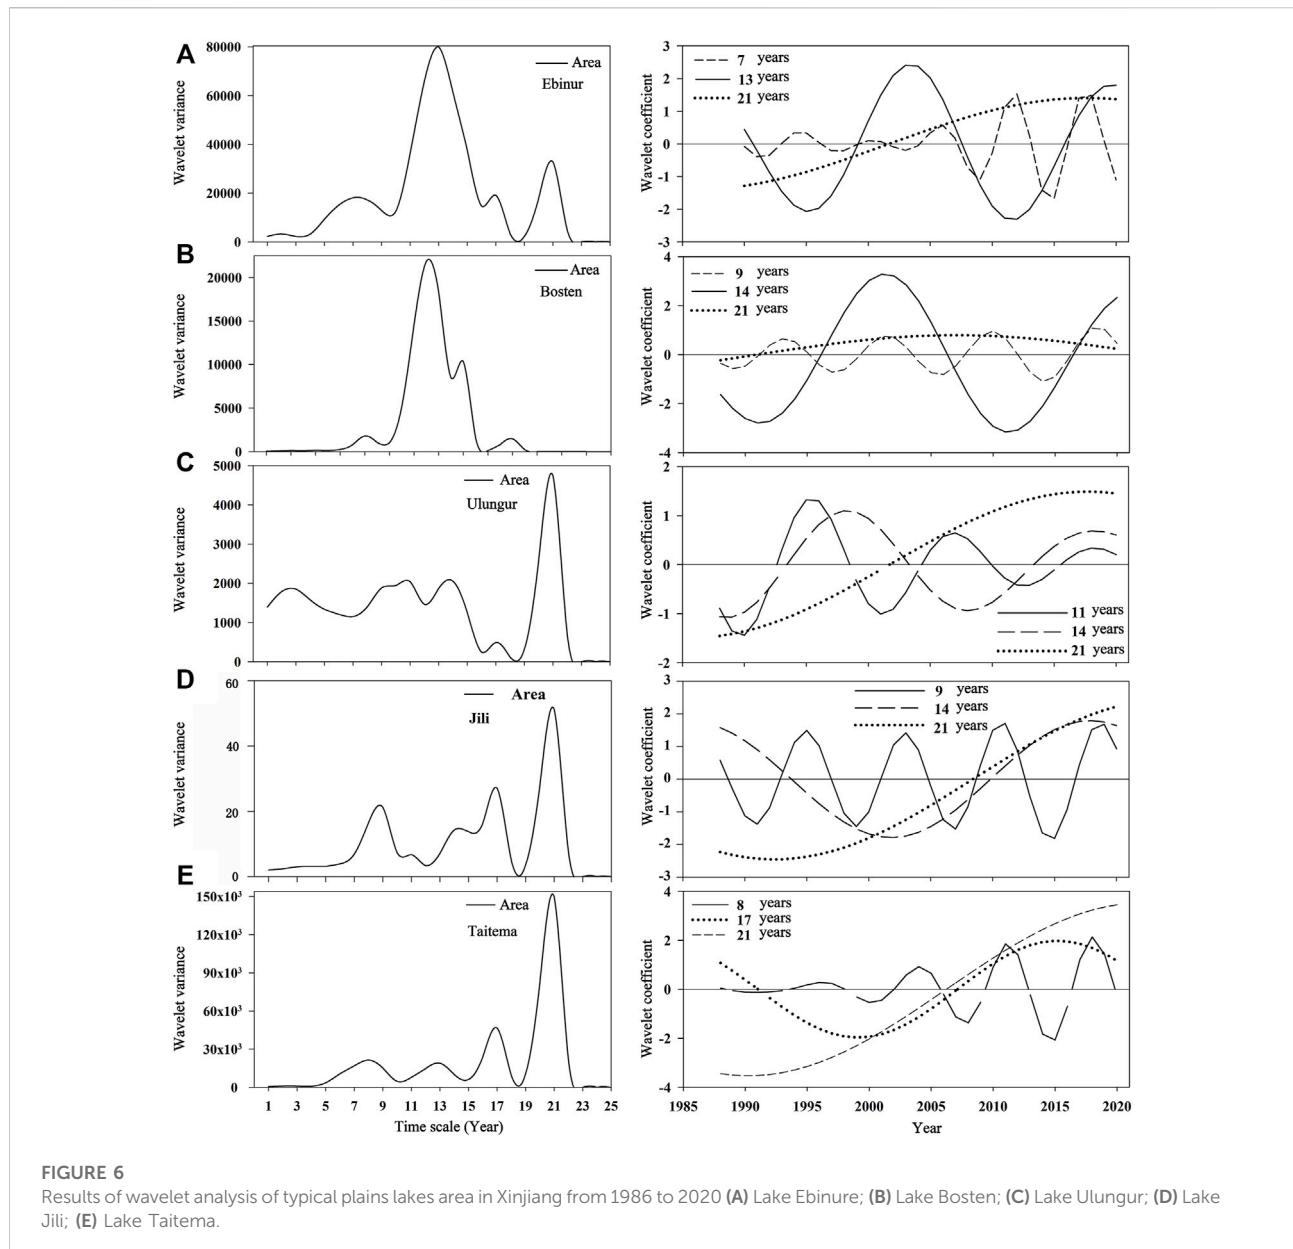 A
Wavelet variance
80000
60000
40000
20000
0
Area
Ebinur
Wavelet coefficient
3
2
1
0
-1
-2
-3
7 years
13 years
21 years
B
Wavelet variance
20000
15000
10000
5000
0
Area
Bosten
Wavelet coefficient
4
2
0
-2
-4
9 years
14 years
21 years
C
Wavelet variance
5000
4000
3000
2000
1000
0
Area
Ulungur
Wavelet coefficient
2
1
0
-1
-2
11 years
14 years
21 years
D
Wavelet variance
60
40
20
0
Area
Jili
Wavelet coefficient
3
2
1
0
-1
-2
-3
9 years
14 years
21 years
E
Wavelet variance
150x10³
120x10³
90x10³
60x10³
30x10³
0
Area
Taitema
1 3 5 7 9 11 13 15 17 19 21 23 25
Time scale (Year)
Wavelet coefficient
4
2
0
-2
-4
8 years
17 years
21 years
1985 1990 1995 2000 2005 2010 2015 2020
Year
FIGURE 6
Results of wavelet analysis of typical plains lakes area in Xinjiang from 1986 to 2020 (A) Lake Ebinure; (B) Lake Bosten; (C) Lake Ulungur; (D) Lake
Jili; (E) Lake Taitema.